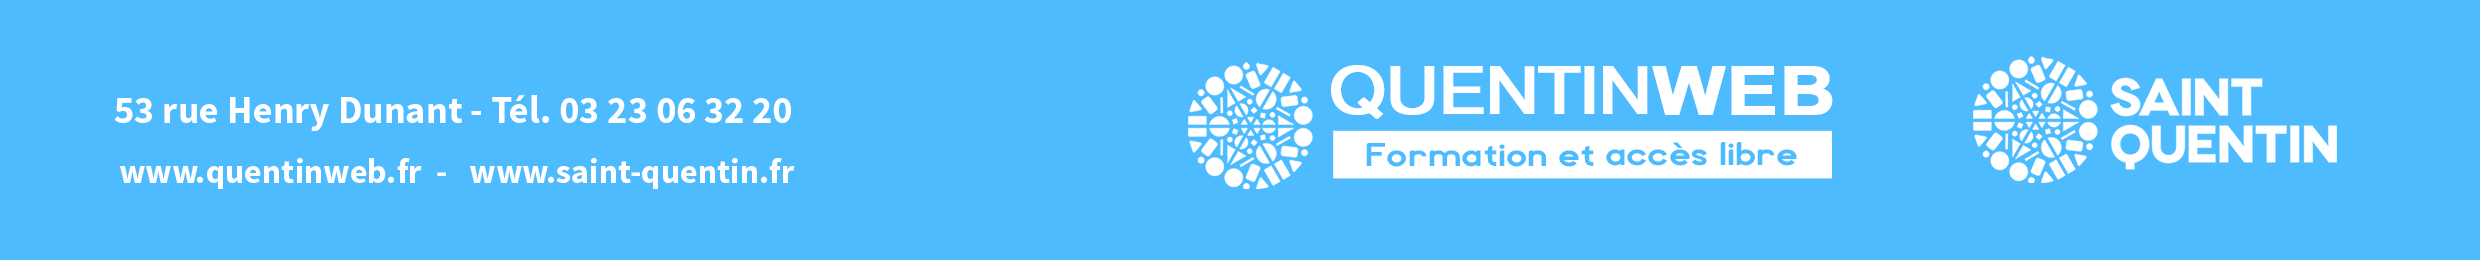 53 rue Henry Dunant - Tél. 03 23 06 32 20
www.quentinweb.fr - www.saint-quentin.fr
QUENTINWEB
Formation et accès libre
SAINT
QUENTIN